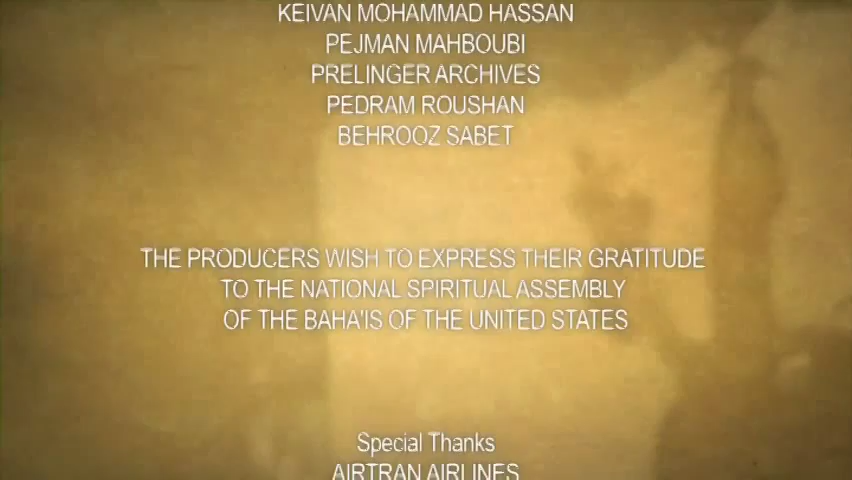 KEIVAN MOHAMMAD HASSAN
PEJMAN MAHBOUBI
PRELINGER ARCHIVES
PEDRAM ROUSHAN
BEHROOZ SABET
THE PRODUCERS WISH TO EXPRESS THEIR GRATITUDE
TO THE NATIONAL SPIRITUAL ASSEMBLY
OF THE BAHA'IS OF THE UNITED STATES
Special Thanks
AIRTRAN AIRLINES